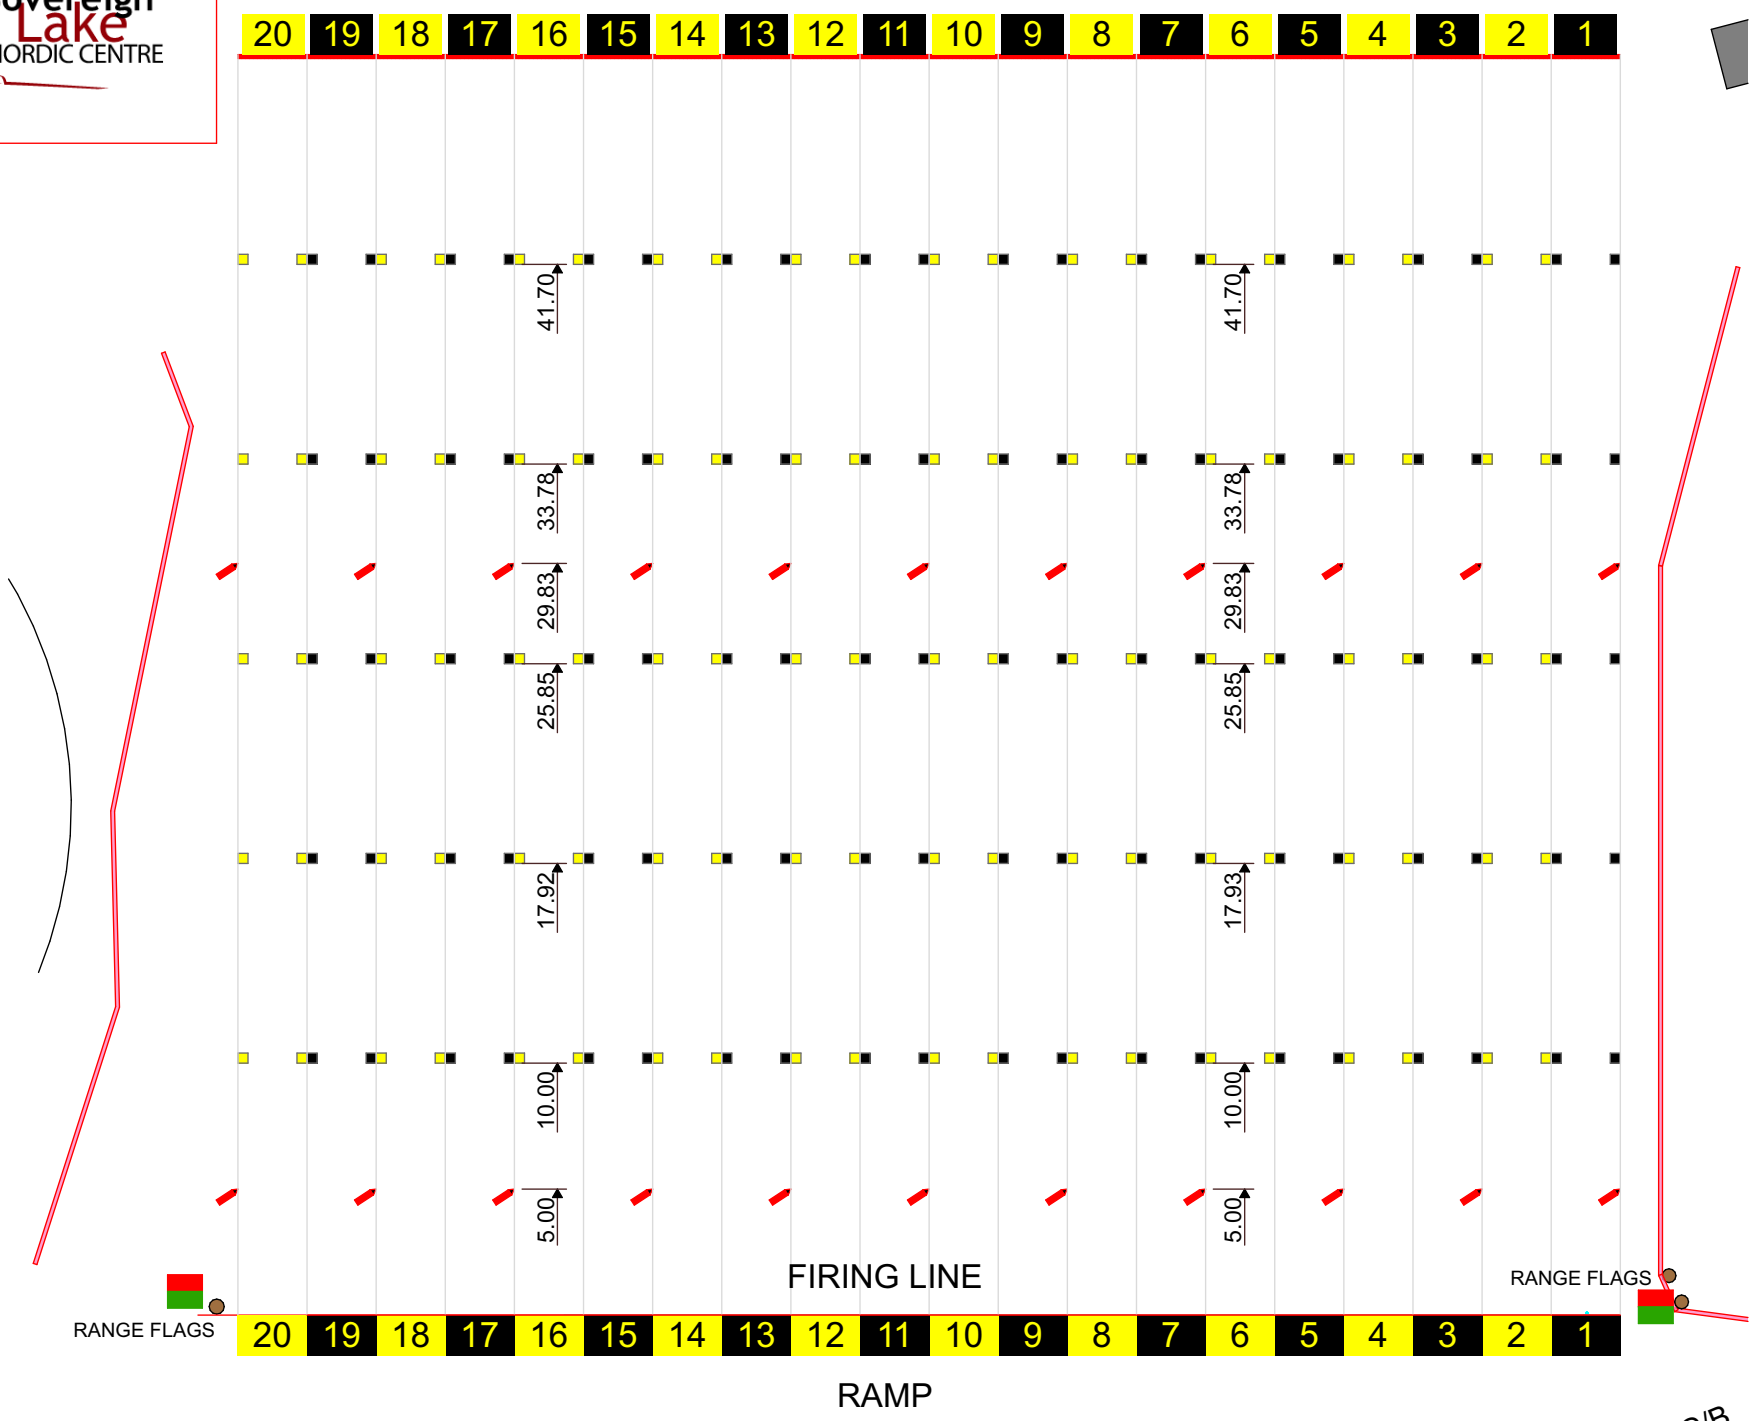 Sovereign
Lake
NORDIC CENTRE
20 19 18 17 16 15 14 13 12 11 10 9 8 7 6 5 4 3 2 1
41.70 41.70
33.78 33.78
29.83 29.83
25.85 25.85
17.92 17.93
10.00 10.00
5.00 5.00
FIRING LINE
RANGE FLAGS
RANGE FLAGS
20 19 18 17 16 15 14 13 12 11 10 9 8 7 6 5 4 3 2 1
RAMP